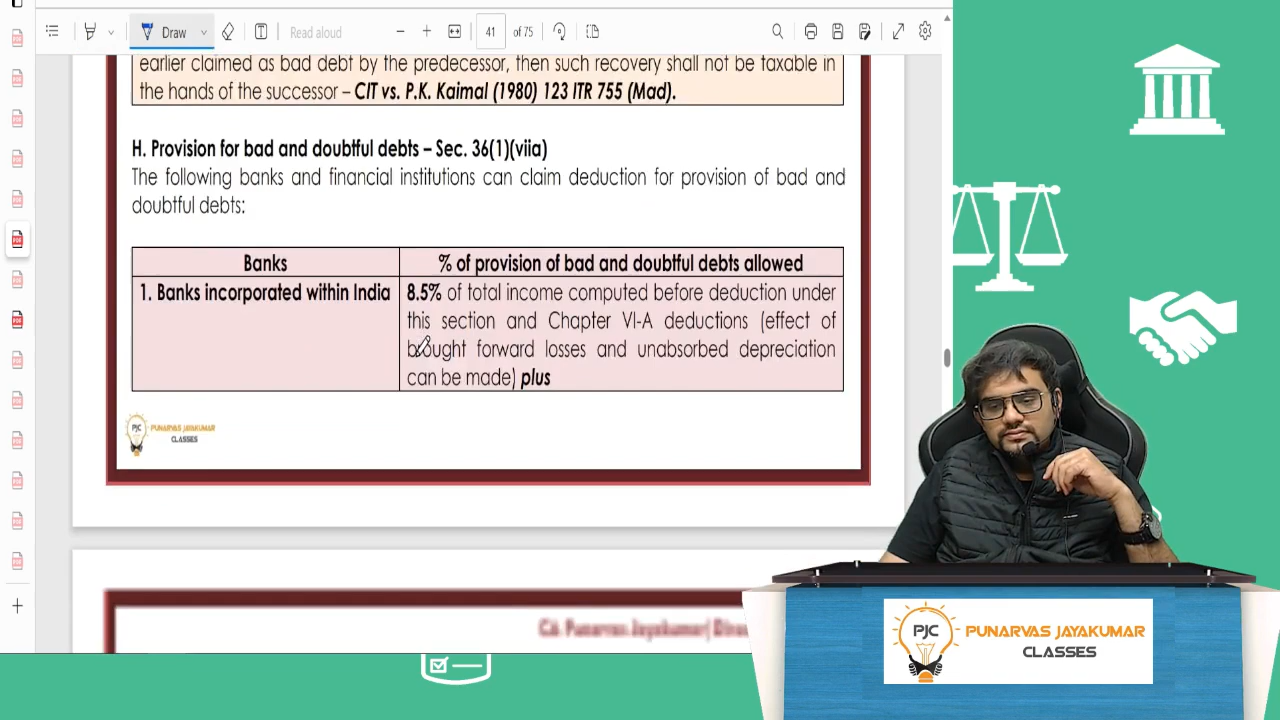 Draw
Read aloud
41
of 75
earlier claimed as bad debt by the predecessor, then such recovery shall not be taxable in
the hands of the successor – CIT vs. P.K. Kaimal (1980) 123 ITR 755 (Mad).
H. Provision for bad and doubtful debts – Sec. 36(1)(viia)
The following banks and financial institutions can claim deduction for provision of bad and
doubtful debts:
Banks
% of provision of bad and doubtful debts allowed
1. Banks incorporated within India
8.5% of total income computed before deduction under
this section and Chapter VI-A deductions (effect of
brought forward losses and unabsorbed depreciation
can be made) plus
PJC
PUNARVAS JAYAKUMAR
CLASSES
CA Punarvas Jayakumar|
PJC
PUNARVAS JAYAKUMAR
CLASSES